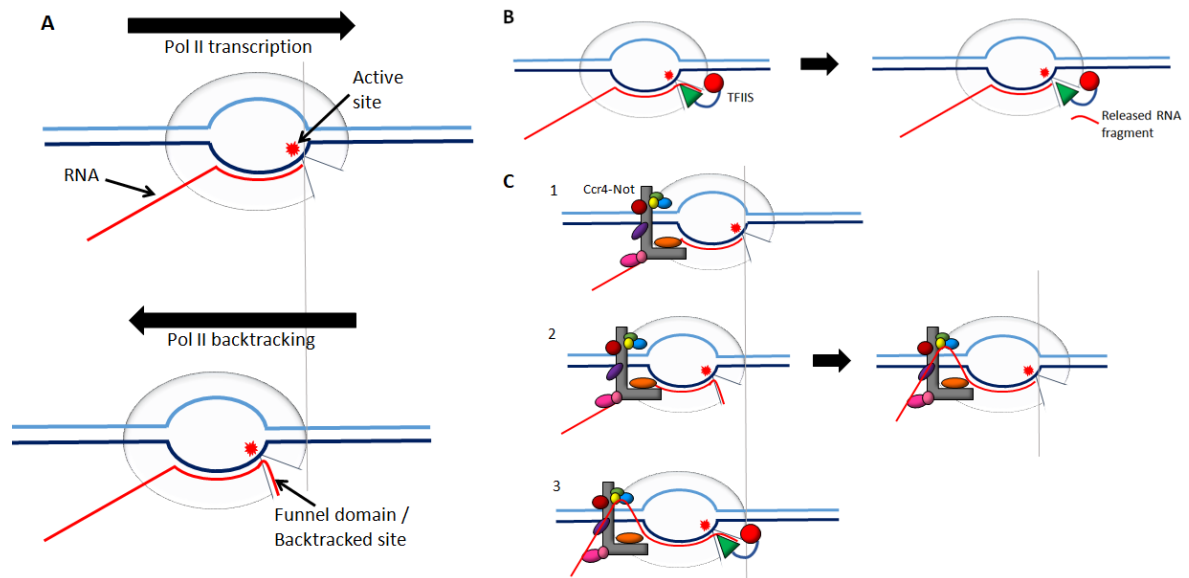 A
Pol II transcription
Active
site
RNA
Pol II backtracking
Funnel domain /
Backtracked site
B
TFIIS
Released RNA
fragment
C
1
Ccr4-Not
2
3